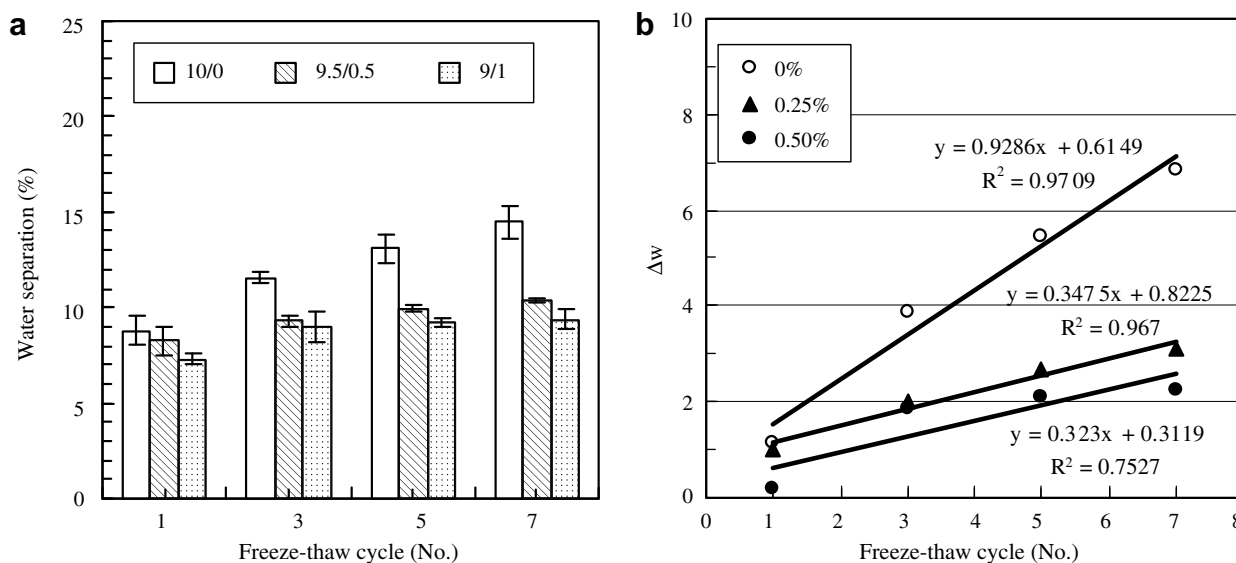 a
25
20
15
10
5
0
Water separation (%)
10/0 9.5/0.5 9/1
1 3 5 7
Freeze-thaw cycle (No.)
b
10
8
6
4
2
0
Δw
0%
0.25%
0.50%
y = 0.9286x + 0.6149
R² = 0.9709
y = 0.3475x + 0.8225
R² = 0.967
y = 0.323x + 0.3119
R² = 0.7527
0 1 2 3 4 5 6 7 8
Freeze-thaw cycle (No.)